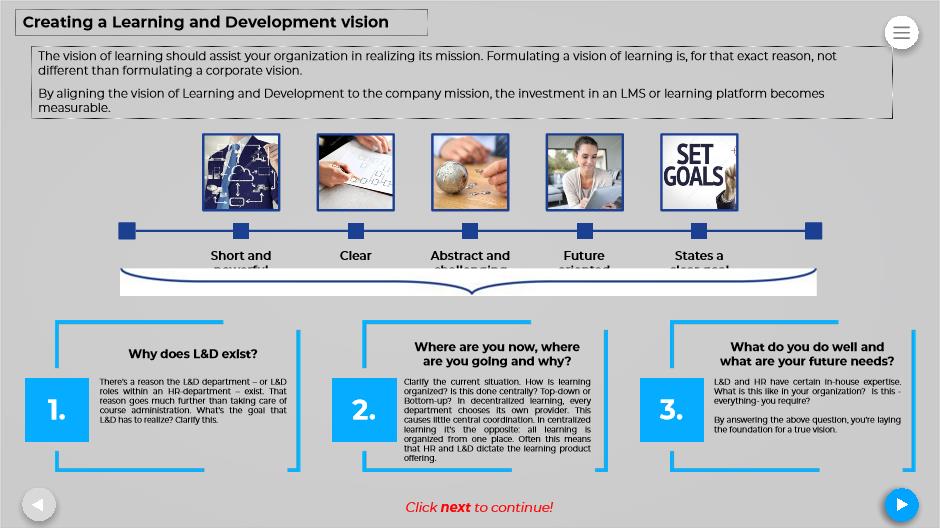 Creating a Learning and Development vision
The vision of learning should assist your organization in realizing its mission. Formulating a vision of learning is, for that exact reason, not
different than formulating a corporate vision.
By aligning the vision of Learning and Development to the company mission, the investment in an LMS or learning platform becomes
measurable.
SET
GOALS
Short and
powerful
Clear
Abstract and
challenging
Future
oriented
States a
clear goal
Why does L&D exist?
1.
There's a reason the L&D department – or L&D
roles within an HR-department – exist. That
reason goes much further than taking care of
course administration. What's the goal that
L&D has to realize? Clarify this.
Where are you now, where
are you going and why?
2.
Clarify the current situation. How is learning
organized? Is this done centrally? Top-down or
Bottom-up? In decentralized learning, every
department chooses its own provider. This
causes little central coordination. In centralized
learning it's the opposite: all learning is
organized from one place. Often this means
that HR and L&D dictate the learning product
offering.
What do you do well and
what are your future needs?
3.
L&D and HR have certain in-house expertise.
What is this like in your organization? Is this -
everything- you require?
By answering the above question, you're laying
the foundation for a true vision.
Click next to continue!